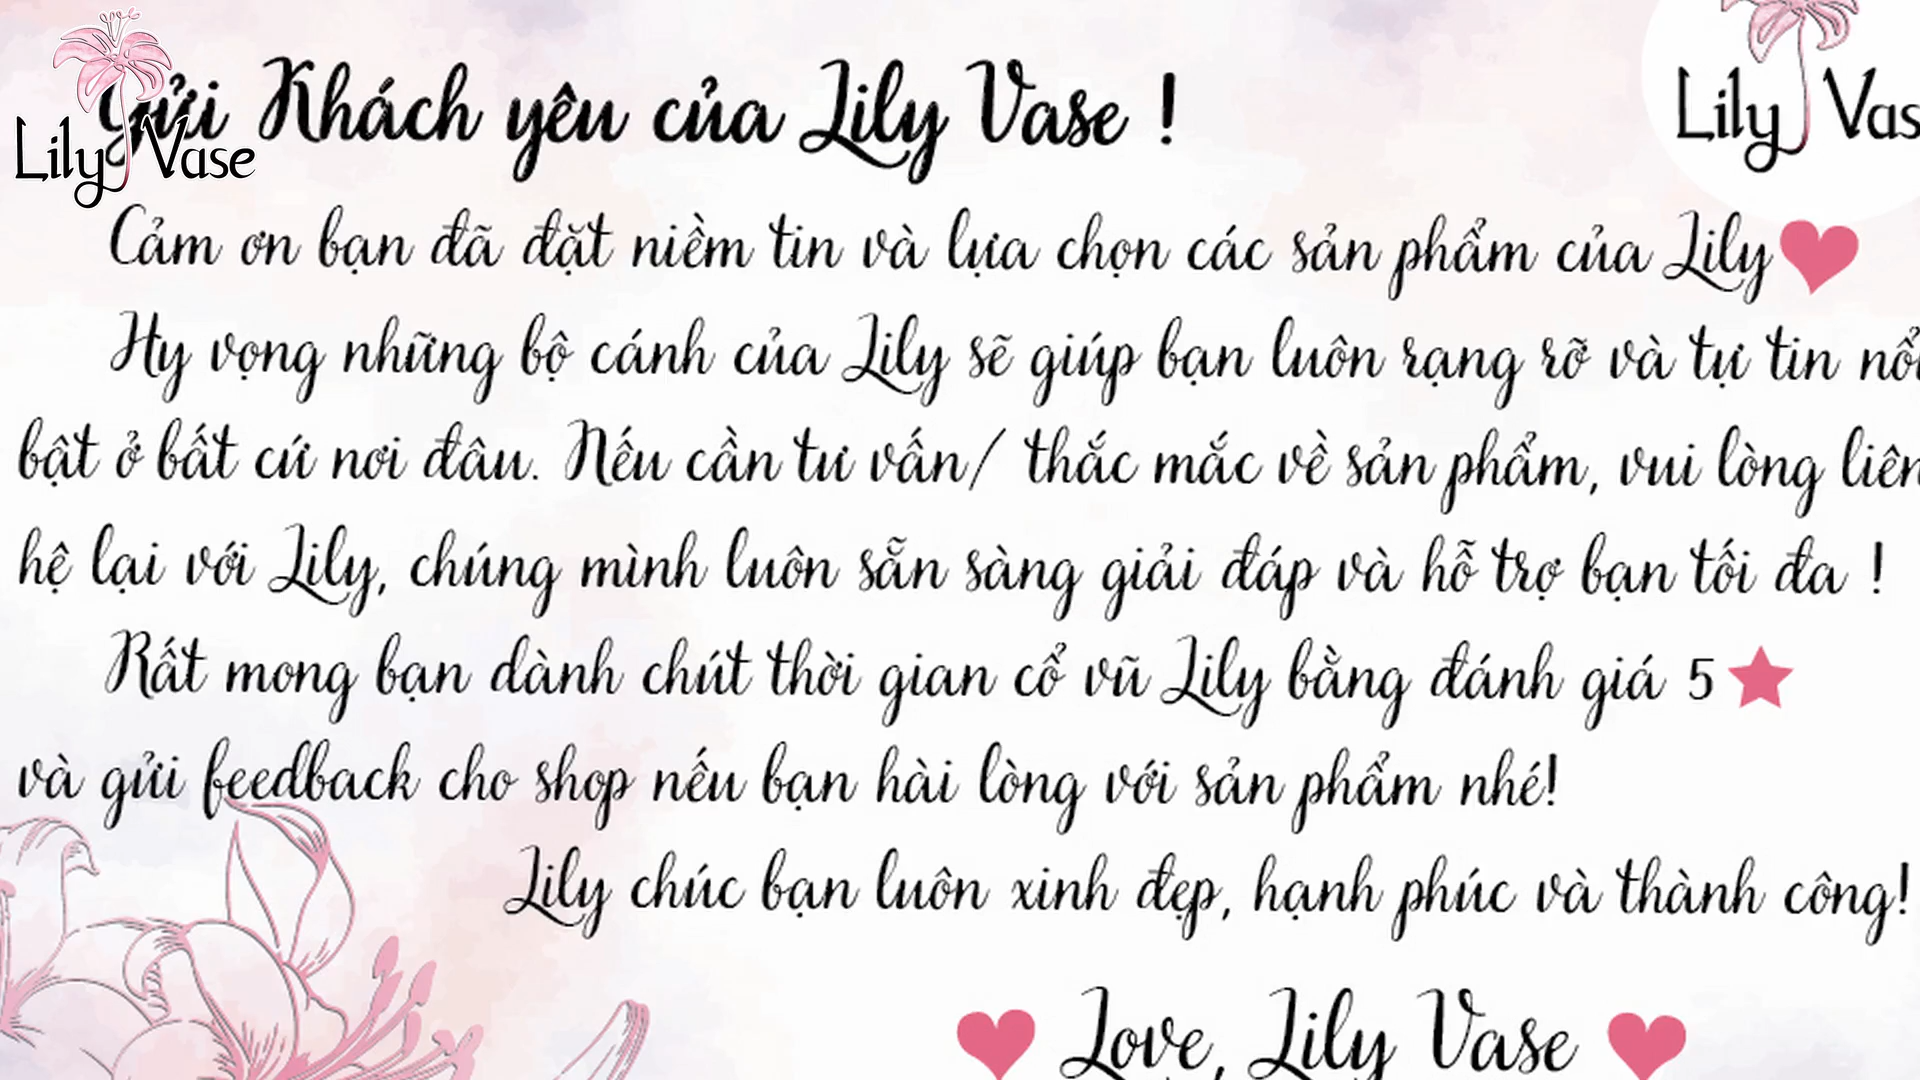 Lily Vase
Gửi Khách yêu của Lily Vase !
Lily Vas
Cảm ơn bạn đã đặt niềm tin và lựa chọn các sản phẩm của Lily
Hy vọng những bộ cánh của Lily sẽ giúp bạn luôn rạng rỡ và tự tin nổi
bật ở bất cứ nơi đâu. Nếu cần tư vấn/ thắc mắc về sản phẩm, vui lòng liên
hệ lại với Lily, chúng mình luôn sẵn sàng giải đáp và hỗ trợ bạn tối đa !
Rất mong bạn dành chút thời gian cổ vũ Lily bằng đánh giá 5
và gửi feedback cho shop nếu bạn hài lòng với sản phẩm nhé!
Lily chúc bạn luôn xinh đẹp, hạnh phúc và thành công!
Love, Lily Vase